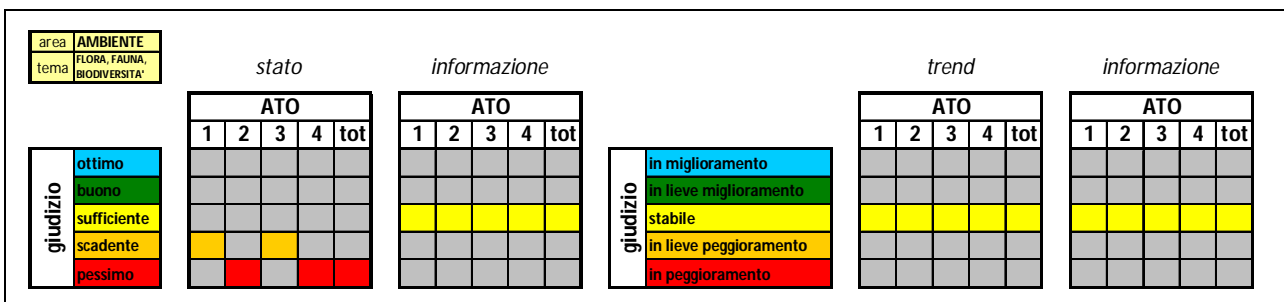 area AMBIENTE
tema FLORA, FAUNA,
BIODIVERSITA'
stato informazione trend informazione
ATO ATO ATO ATO
1 2 3 4 tot 1 2 3 4 tot 1 2 3 4 tot 1 2 3 4 tot
giudizio
ottimo
buono
sufficiente
scadente
pessimo
giudizio
in miglioramento
in lieve miglioramento
stabile
in lieve peggioramento
in peggioramento